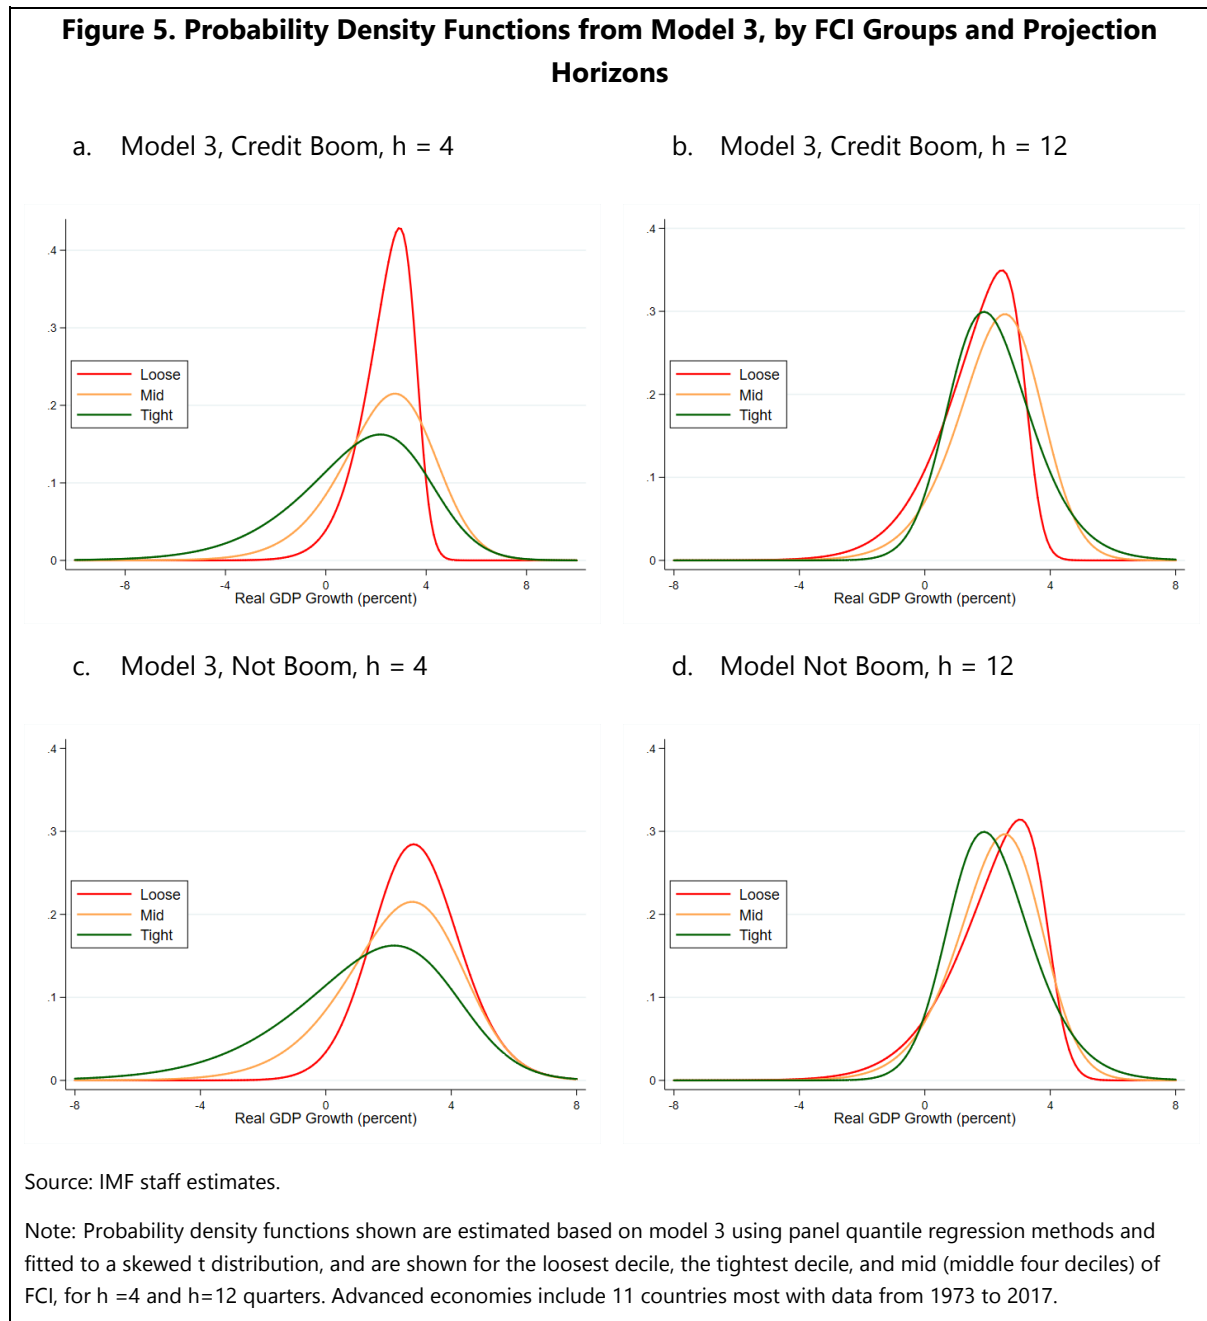 Figure 5. Probability Density Functions from Model 3, by FCI Groups and Projection
Horizons
a. Model 3, Credit Boom, h = 4
b. Model 3, Credit Boom, h = 12
.4
.3
.2
.1
0
Loose
Mid
Tight
-8 -4 0 4 8
Real GDP Growth (percent)
.4
.3
.2
.1
0
Loose
Mid
Tight
-8 -4 0 4 8
Real GDP Growth (percent)
c. Model 3, Not Boom, h = 4
d. Model Not Boom, h = 12
.4
.3
.2
.1
0
Loose
Mid
Tight
-8 -4 0 4 8
Real GDP Growth (percent)
.4
.3
.2
.1
0
Loose
Mid
Tight
-8 -4 0 4 8
Real GDP Growth (percent)
Source: IMF staff estimates.
Note: Probability density functions shown are estimated based on model 3 using panel quantile regression methods and
fitted to a skewed t distribution, and are shown for the loosest decile, the tightest decile, and mid (middle four deciles) of
FCI, for h =4 and h=12 quarters. Advanced economies include 11 countries most with data from 1973 to 2017.